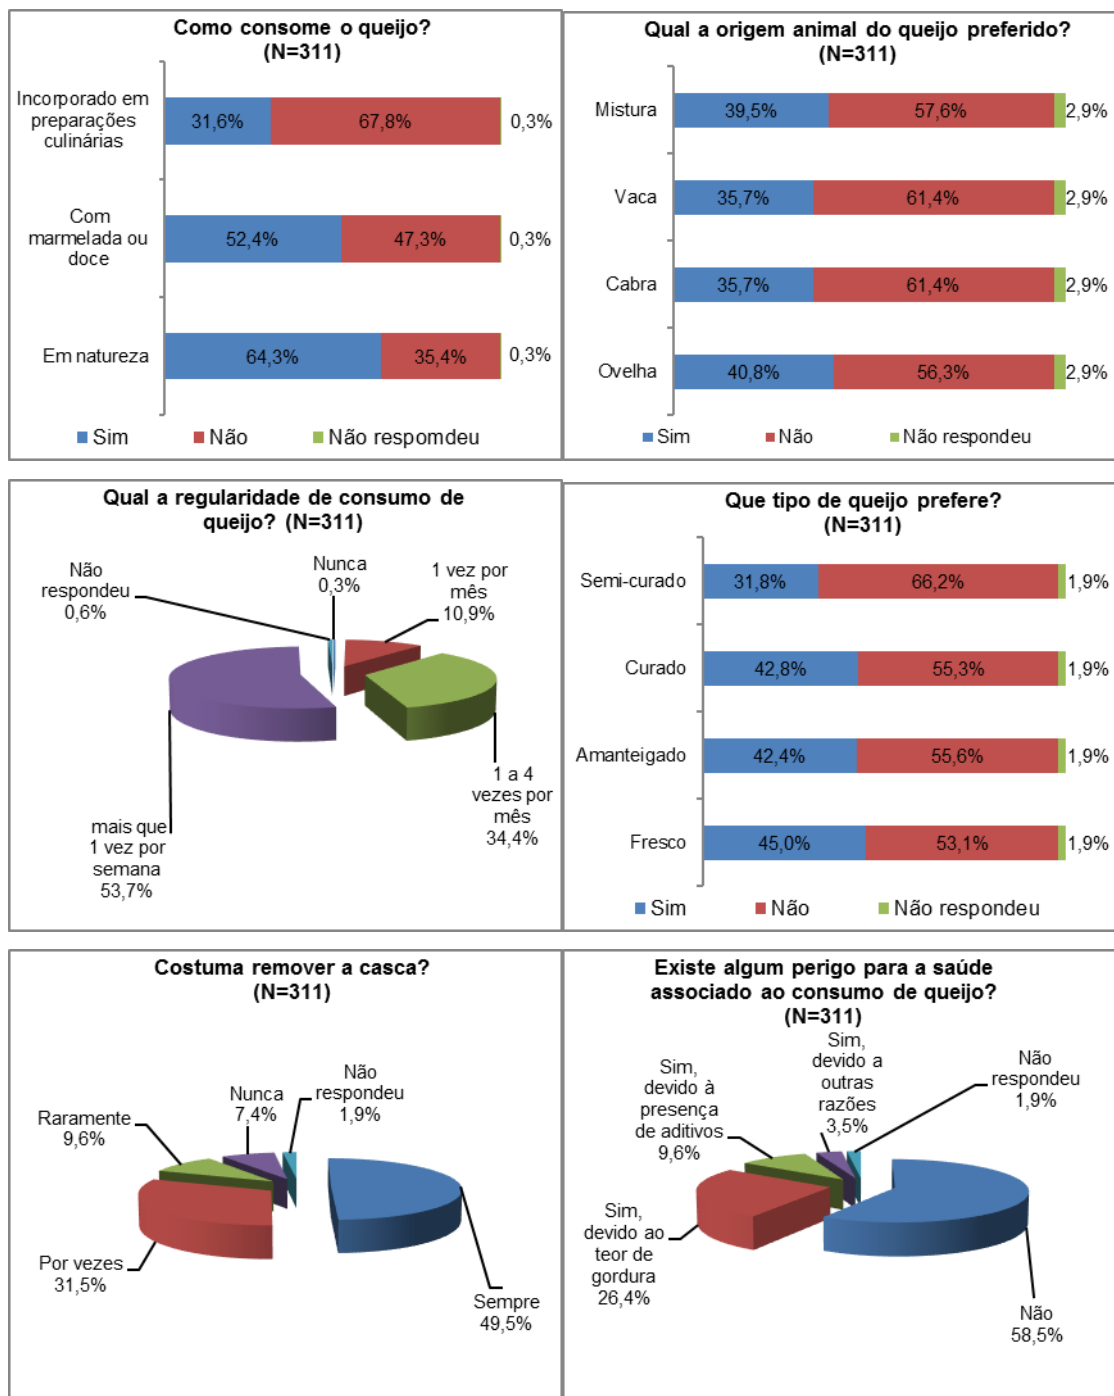 Como consome o queijo?
(N=311)
Incorporado em
preparações
culinárias
31,6%
67,8%
0,3%
Com
marmelada ou
doce
52,4%
47,3%
0,3%
Em natureza
64,3%
35,4%
0,3%
Sim
Não
Não respomdeu
Qual a origem animal do queijo preferido?
(N=311)
Mistura
39,5%
57,6%
2,9%
Vaca
35,7%
61,4%
2,9%
Cabra
35,7%
61,4%
2,9%
Ovelha
40,8%
56,3%
2,9%
Sim
Não
Não respondeu
Qual a regularidade de consumo de
queijo? (N=311)
Não
respondeu
0,6%
Nunca
0,3%
1 vez por
mês
10,9%
1 a 4
vezes por
mês
34,4%
mais que
1 vez por
semana
53,7%
Que tipo de queijo prefere?
(N=311)
Semi-curado
31,8%
66,2%
1,9%
Curado
42,8%
55,3%
1,9%
Amanteigado
42,4%
55,6%
1,9%
Fresco
45,0%
53,1%
1,9%
Sim
Não
Não respondeu
Costuma remover a casca?
(N=311)
Raramente
9,6%
Nunca
7,4%
Não
respondeu
1,9%
Por vezes
31,5%
Sempre
49,5%
Existe algum perigo para a saúde
associado ao consumo de queijo?
(N=311)
Sim,
devido à
presença
de aditivos
9,6%
Sim,
devido a
outras
razões
3,5%
Não
respondeu
1,9%
Sim,
devido ao
teor de
gordura
26,4%
Não
58,5%